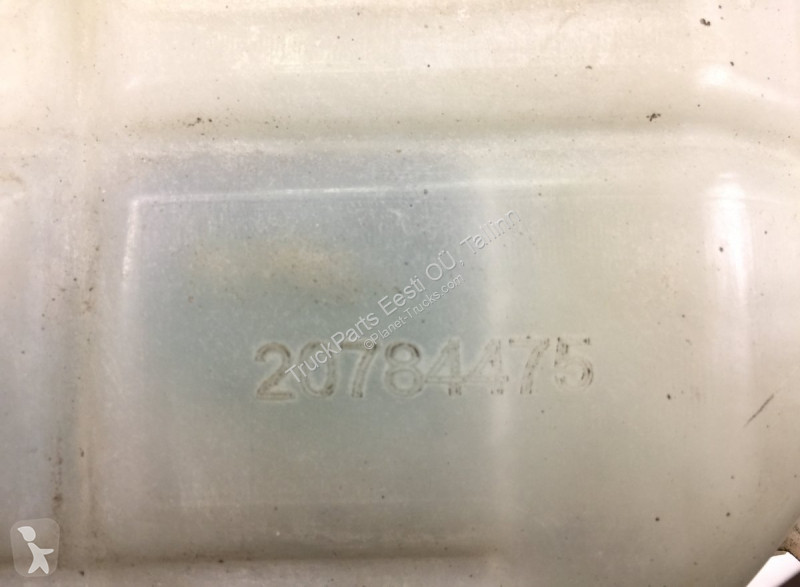 TruckParts Eesti OÜ, Tallinn
©Planet-Trucks.com
20784475